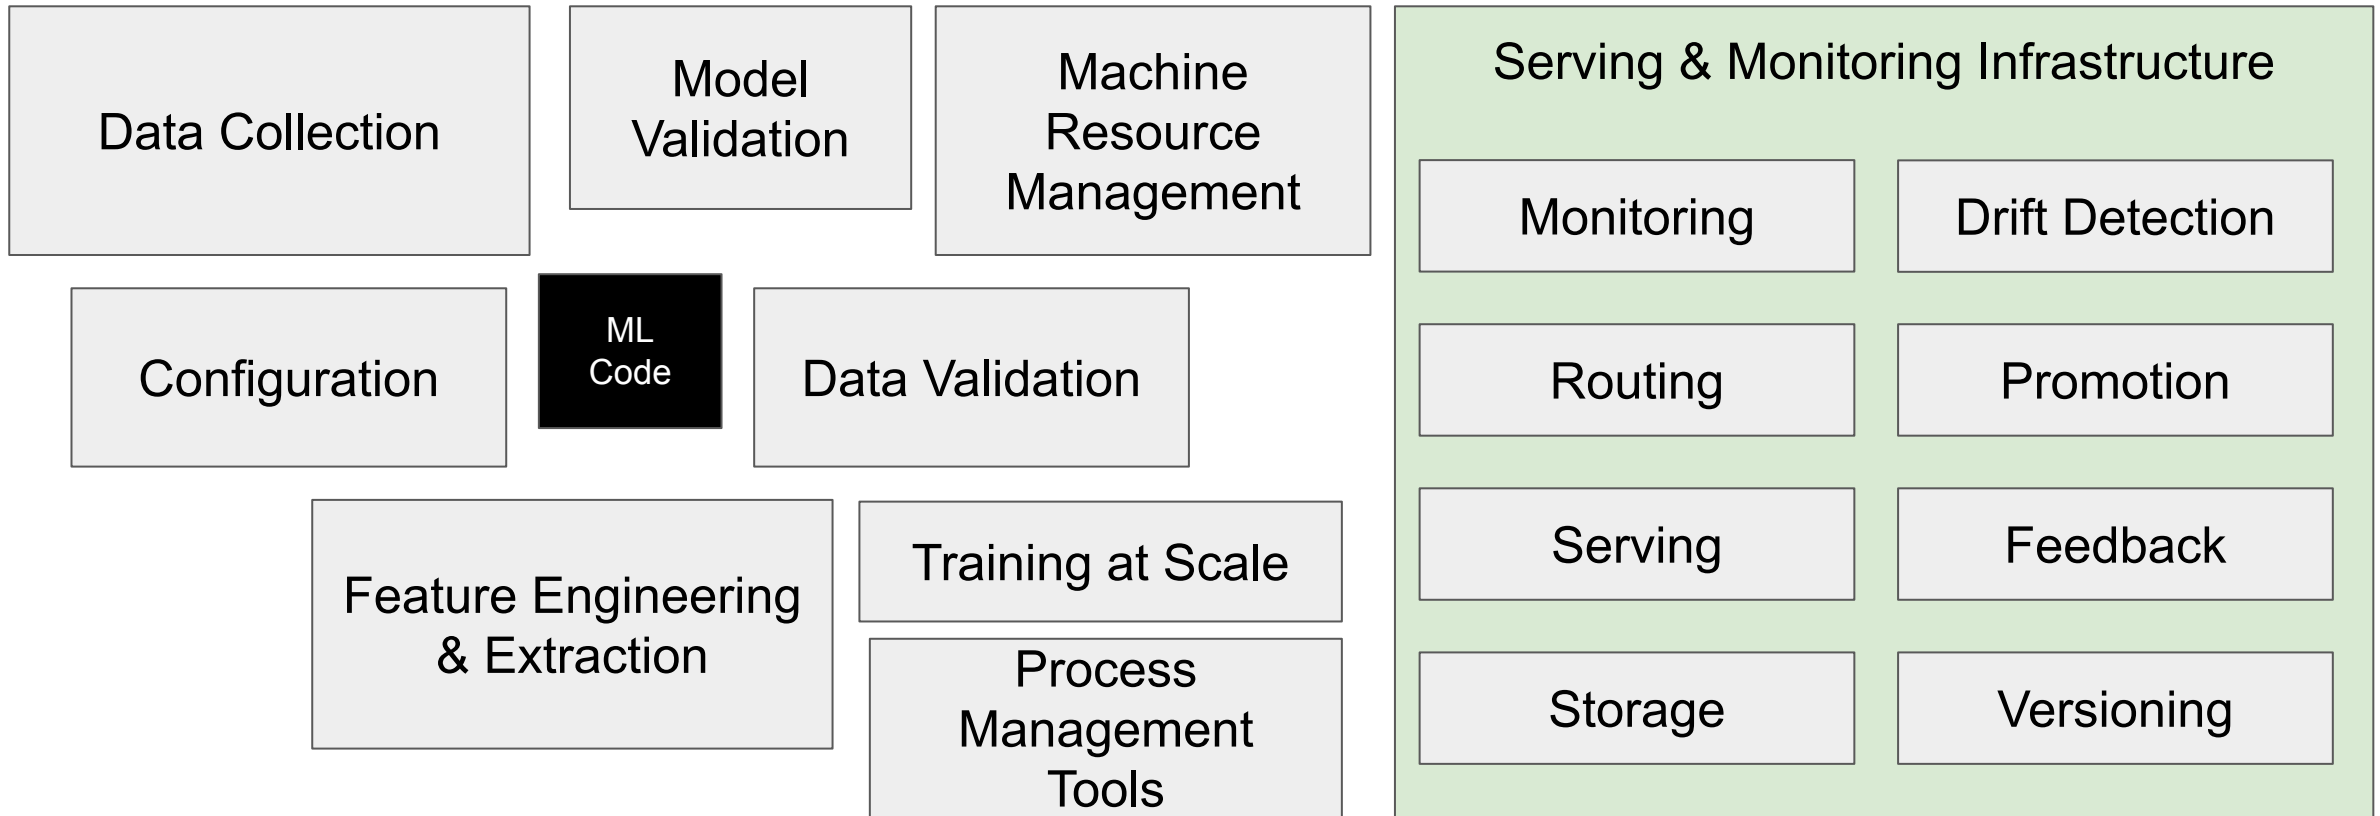 Data Collection
Model
Validation
Machine
Resource
Management
Serving & Monitoring Infrastructure
Monitoring
Drift Detection
Configuration
ML
Code
Data Validation
Routing
Promotion
Feature Engineering
& Extraction
Training at Scale
Process
Management
Tools
Serving
Feedback
Storage
Versioning